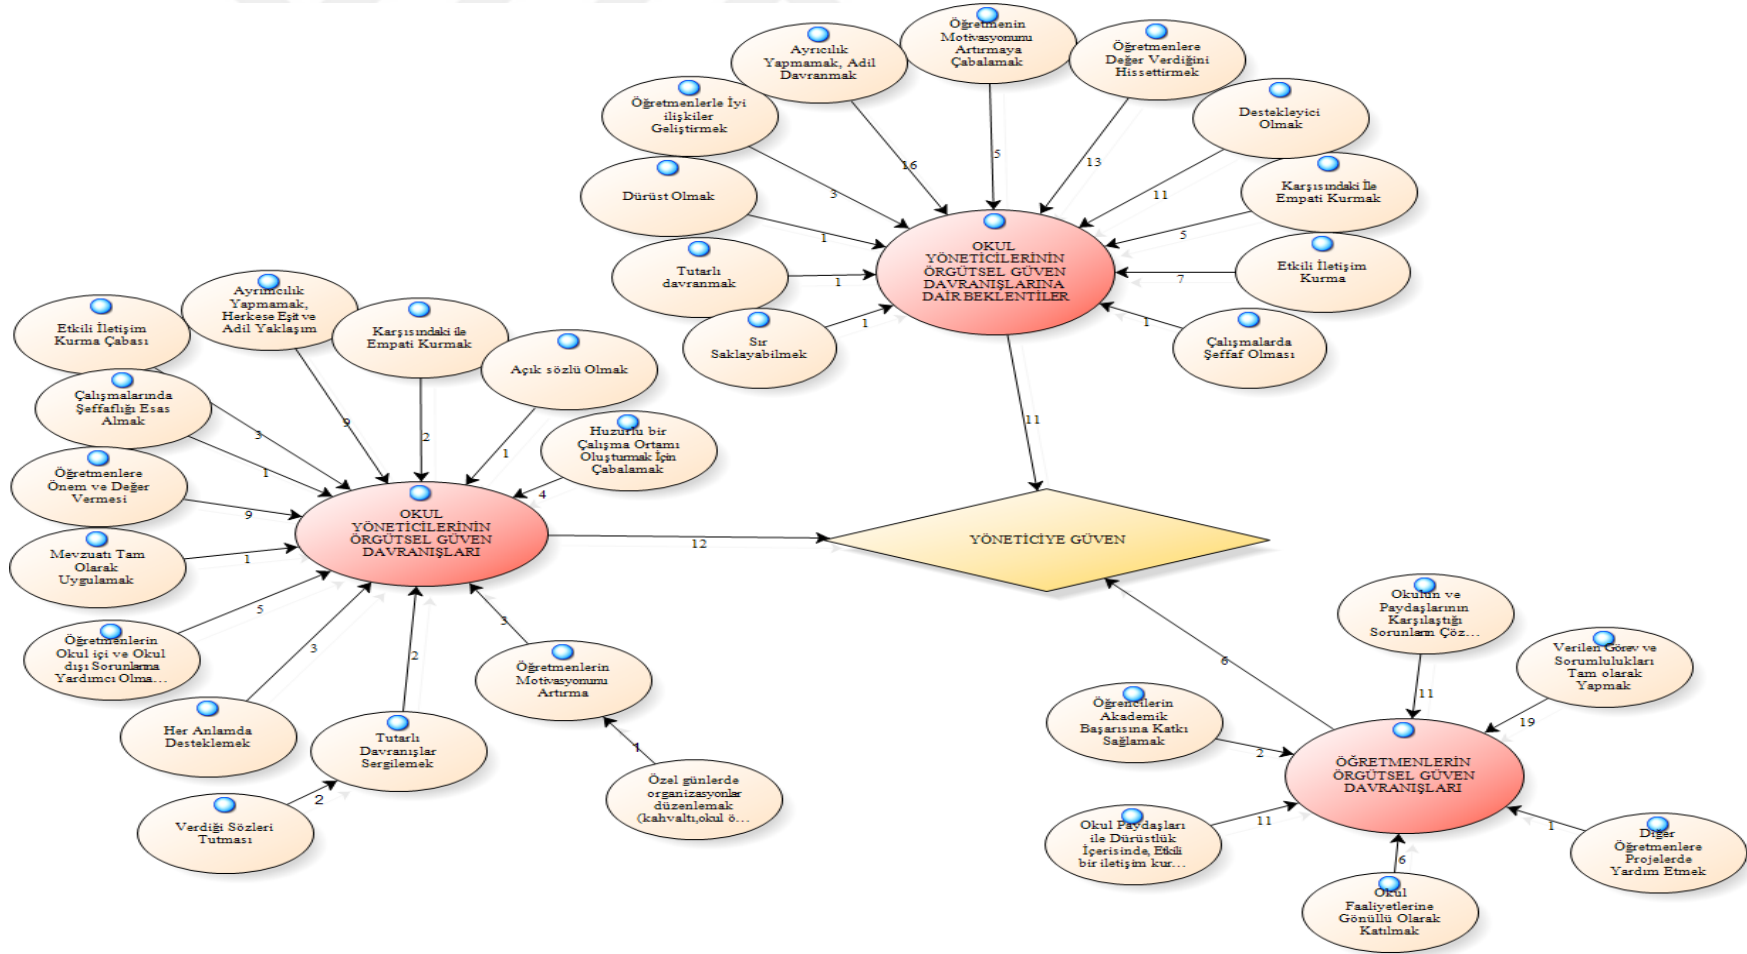 Öğretmenin
Motivasyonunu
Artırmaya
Çabalamak
Ayrıcılık
Yapmamak, Adil
Davranmak
Öğretmenlere
Değer Verdiğini
Hissettirmek
Öğretmenlerle İyi
ilişkiler
Geliştirmek
Destekleyici
Olmak
Dürüst Olmak
Karşısındaki İle
Empati Kurmak
Tutarlı
davranmak
Etkili İletişim
Kurma
Sır
Saklayabilmek
Çalışmalarda
Şeffaf Olması
16
5
13
3
11
1
5
1
7
1
1
OKUL
YÖNETİCİLERİNİN
ÖRGÜTSEL GÜVEN
DAVRANIŞLARINA
DAİR BEKLENTİLER
11
Etkili İletişim
Kurma Çabası
Ayrımcılık
Yapmamak,
Herkese Eşit ve
Adil Yaklaşım
Karşısındaki ile
Empati Kurmak
Açık sözlü Olmak
Çalışmalarında
Şeffaflığı Esas
Almak
Huzurlu bir
Çalışma Ortamı
Oluşturmak İçin
Çabalamak
Öğretmenlere
Önem ve Değer
Vermesi
Mevzuatı Tam
Olarak
Uygulamak
3
9
2
1
1
4
9
1
5
3
2
3
OKUL
YÖNETİCİLERİNİN
ÖRGÜTSEL GÜVEN
DAVRANIŞLARI
12
YÖNETİCİYE GÜVEN
Öğretmenlerin
Okul içi ve Okul
dışı Sorunlarına
Yardımcı Olma...
Her Anlamda
Desteklemek
Tutarlı
Davranışlar
Sergilemek
Öğretmenlerin
Motivasyonunu
Artırma
2
1
Verdiği Sözleri
Tutması
Özel günlerde
organizasyonlar
düzenlemak
(kahvaltı,okul ö...
6
Okulun ve
Paydaşlarının
Karşılaştığı
Sorunların Çöz...
Verilen Görev ve
Sorumlulukları
Tam olarak
Yapmak
Öğrencilerin
Akademik
Başarısına Katkı
Sağlamak
11
19
2
ÖĞRETMENLERİN
ÖRGÜTSEL GÜVEN
DAVRANIŞLARI
11
6
1
Okul Paydaşları
ile Dürüstlük
İçerisinde, Etkili
bir iletişim kur...
Okul
Faaliyetlerine
Gönüllü Olarak
Katılmak
Diğer
Öğretmenlere
Projelerde
Yardım Etmek